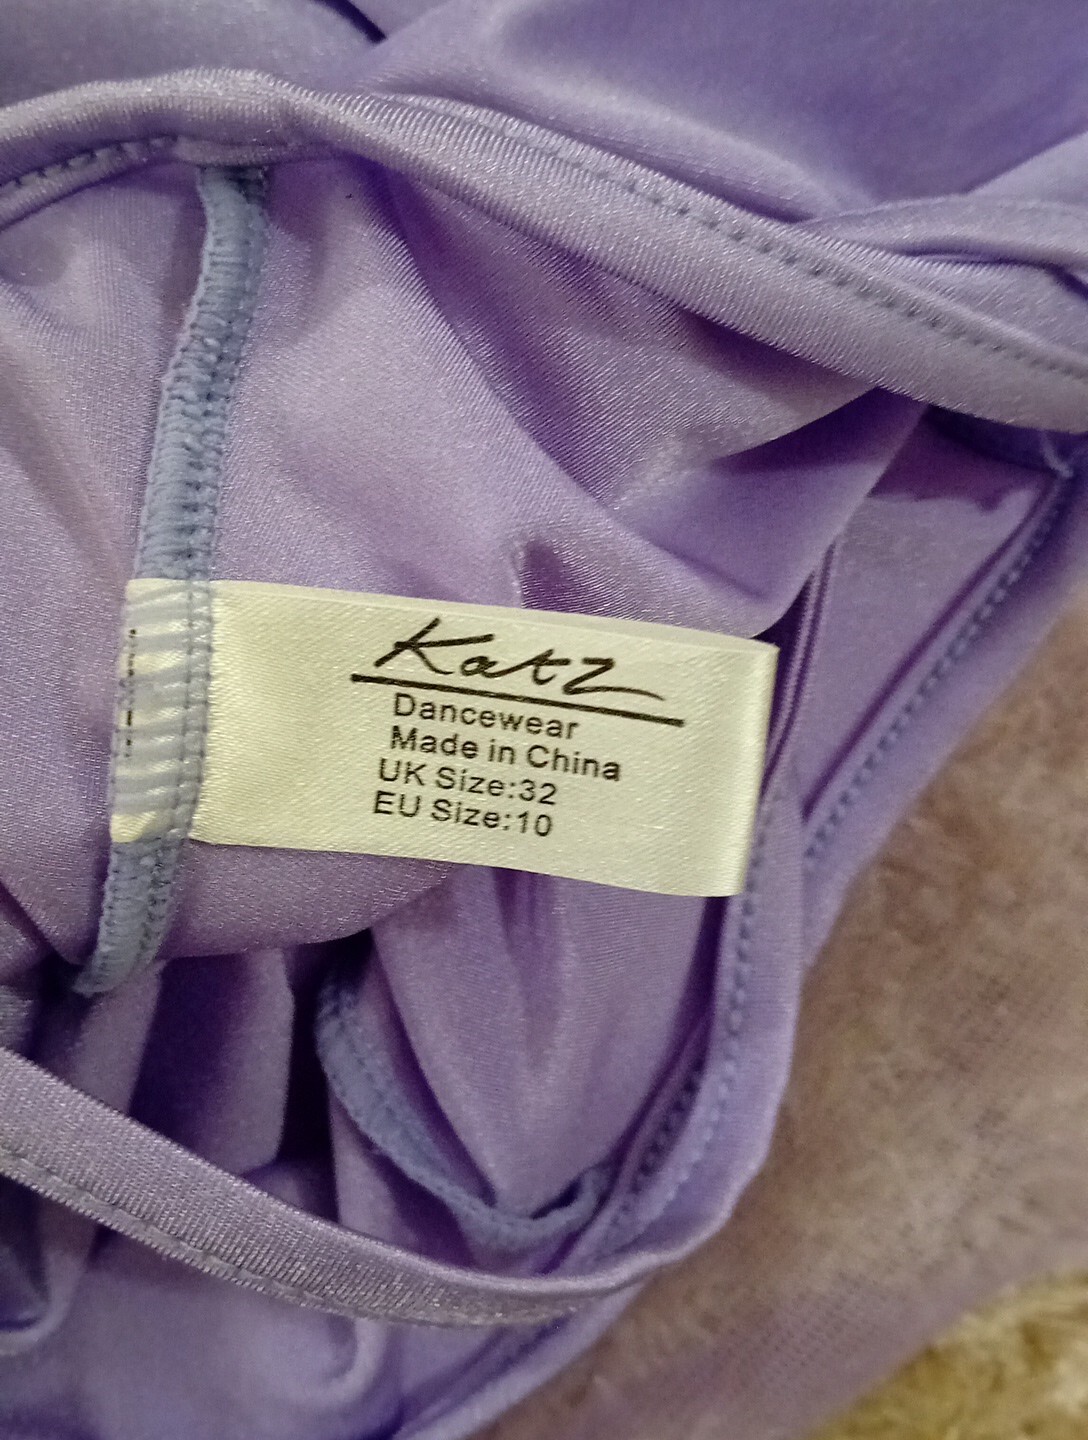 Katz
Dancewear
Made in China
UK Size:32
EU Size:10